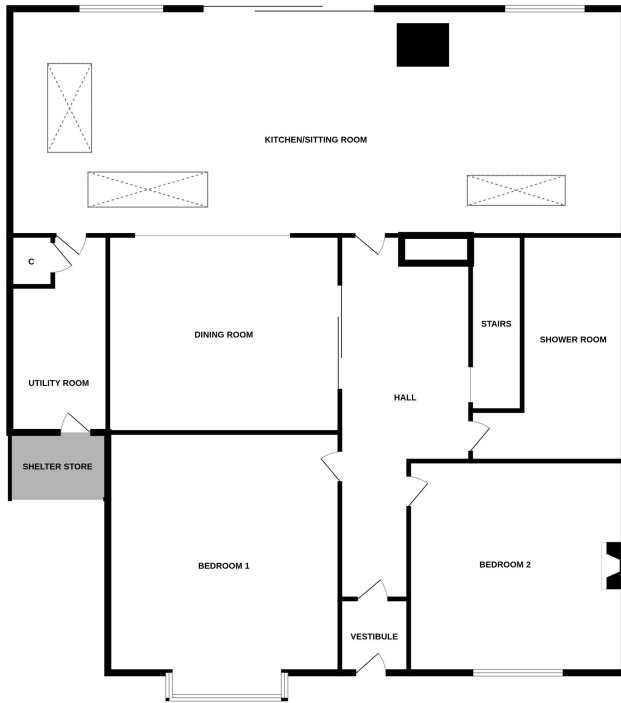 KITCHEN/SITTING ROOM
C
DINING ROOM
STAIRS
SHOWER ROOM
UTILITY ROOM
HALL
SHELTER STORE
BEDROOM 1
BEDROOM 2
VESTIBULE